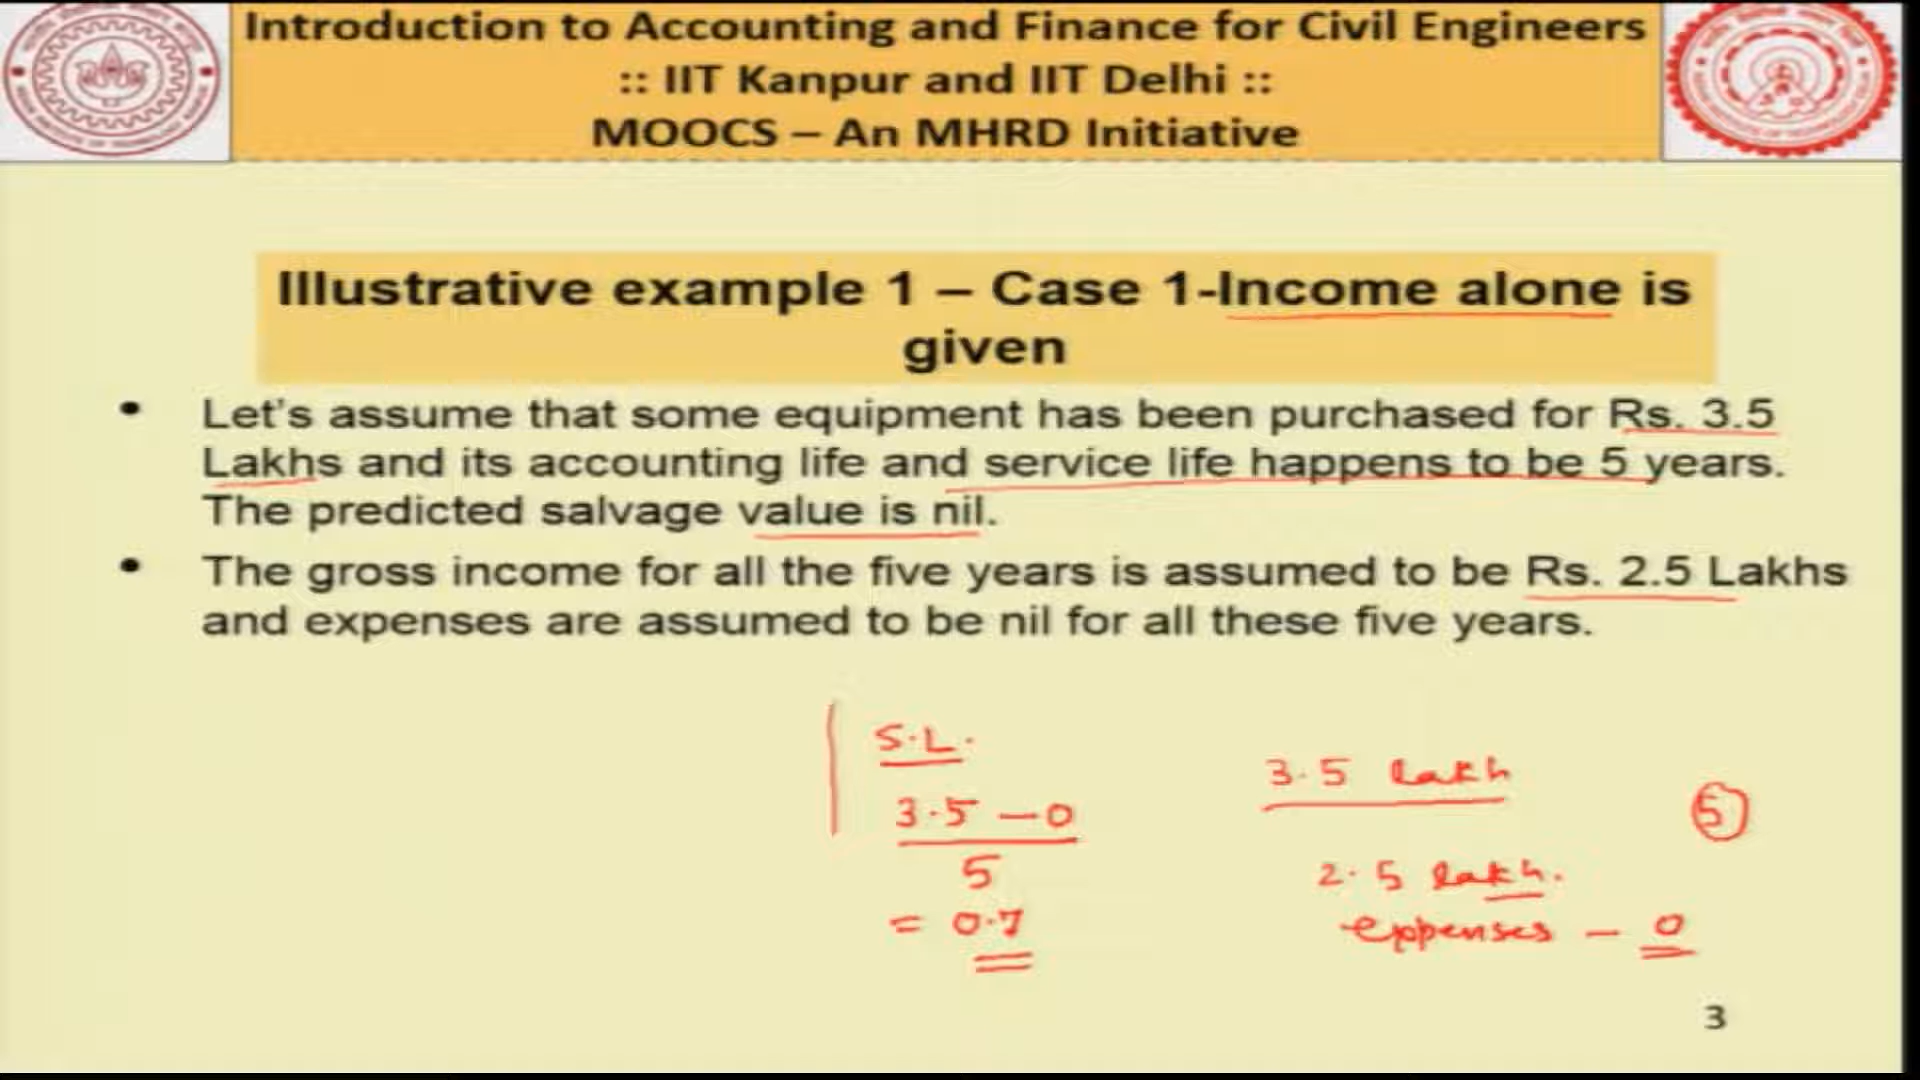 Introduction to Accounting and Finance for Civil Engineers
:: IIT Kanpur and IIT Delhi ::
MOOCS – An MHRD Initiative
Illustrative example 1 – Case 1-Income alone is
given
• Let's assume that some equipment has been purchased for Rs. 3.5
Lakhs and its accounting life and service life happens to be 5 years.
The predicted salvage value is nil.
• The gross income for all the five years is assumed to be Rs. 2.5 Lakhs
and expenses are assumed to be nil for all these five years.
S.L.
3.5 – 0
5
= 0.7
3.5 lakh
5
2.5 lakh.
expenses – 0
3